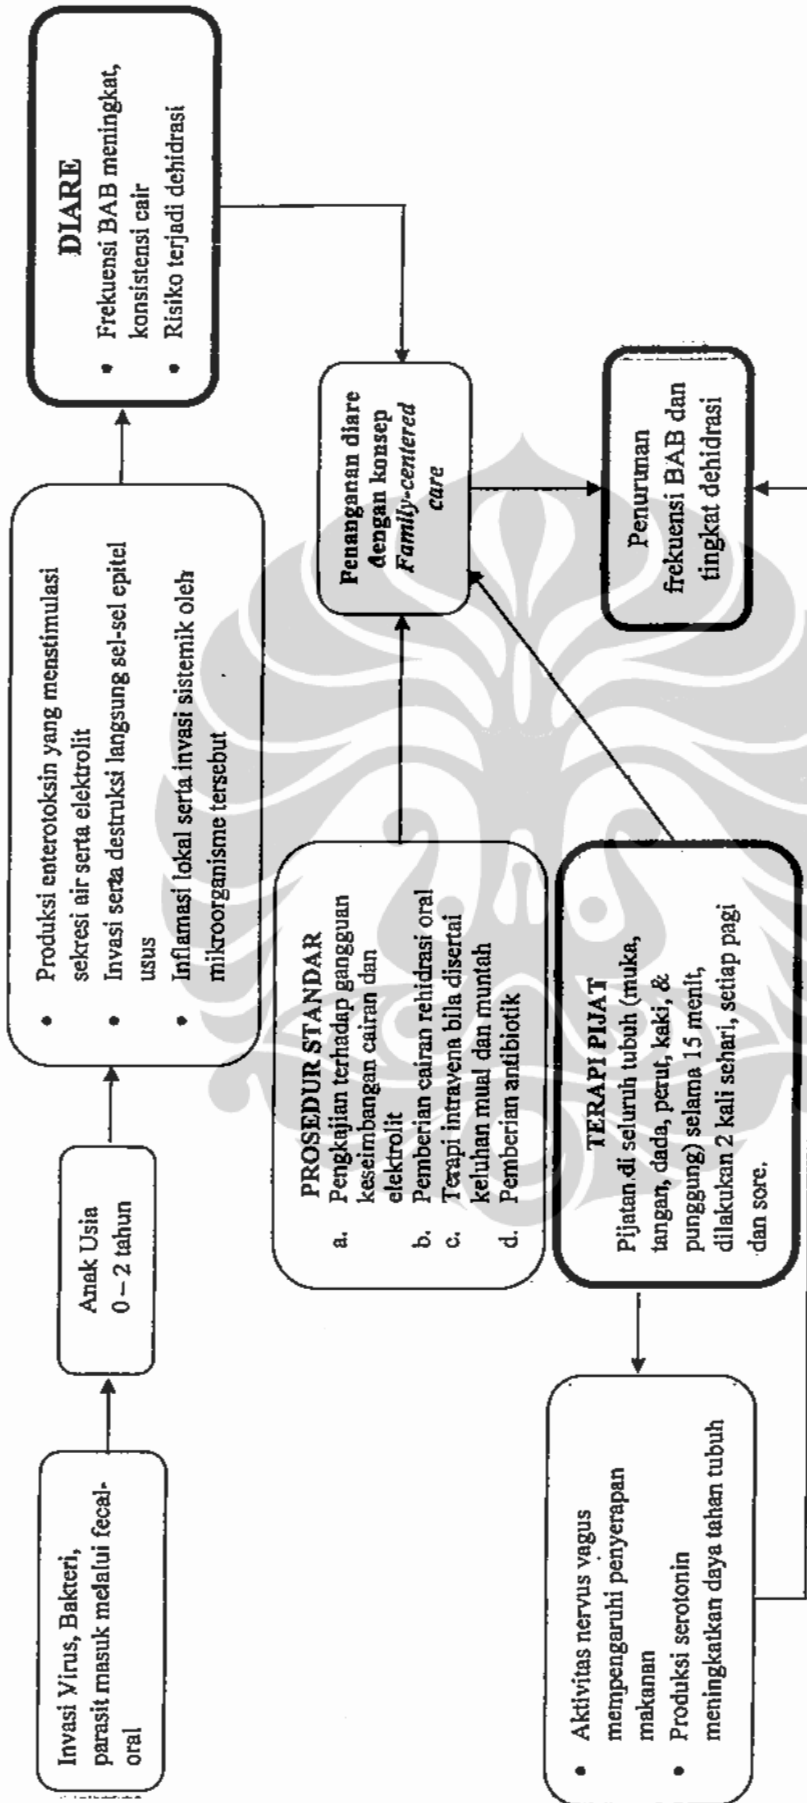 Invasi Virus, Bakteri,
parasit masuk melalui fecal-
oral
Anak Usia
0 – 2 tahun
• Produksi enterotoksin yang menstimulasi
sekresi air serta elektrolit
• Invasi serta destruksi langsung sel-sel epitel
usus
• Inflamasi lokal serta invasi sistemik oleh
mikroorganisme tersebut
DIARE
• Frekuensi BAB meningkat,
konsistensi cair
• Risiko terjadi dehidrasi
PROSEDUR STANDAR
a. Pengkajian terhadap gangguan
keseimbangan cairan dan
elektrolit
b. Pemberian cairan rehidrasi oral
c. Terapi intravena bila disertai
keluhan mual dan muntah
d. Pemberian antibiotik
Penanganan diare
dengan konsep
Family-centered
care
• Aktivitas nervus vagus
mempengaruhi penyerapan
makanan
• Produksi serotonin
meningkatkan daya tahan tubuh
TERAPI PIJAT
Pijatan di seluruh tubuh (muka,
tangan, dada, perut, kaki, &
punggung) selama 15 menit,
dilakukan 2 kali sehari, setiap pagi
dan sore.
Penurunan
frekuensi BAB dan
tingkat dehidrasi